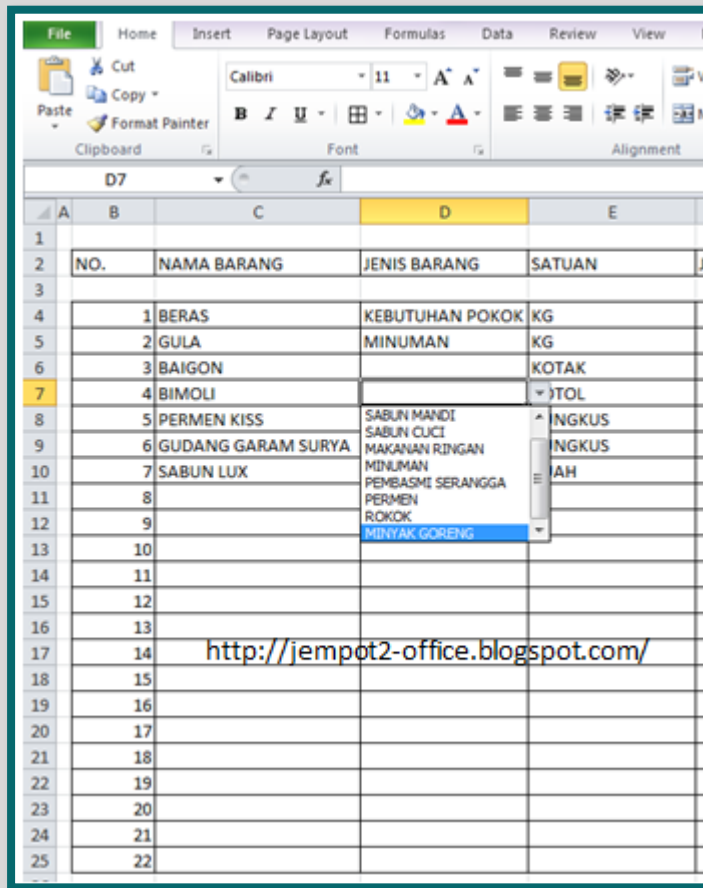 File Home Insert Page Layout Formulas Data Review View
Cut
Calibri 11 A A
Copy
Paste
Format Painter
B I U A
Clipboard Font Alignment
D7 fx
A B C D E
1
2 NO. NAMA BARANG JENIS BARANG SATUAN
3
4 1 BERAS KEBUTUHAN POKOK KG
5 2 GULA MINUMAN KG
6 3 BAIGON KOTAK
7 4 BIMOLI OTOL
8 5 PERMEN KISS SABUN MANDI NGKUS
SABUN CUCI
9 6 GUDANG GARAM SURYA MAKANAN RINGAN NGKUS
MINUMAN
10 7 SABUN LUX PEMBASMI SERANGGA AH
11 8 PERMEN
12 9 ROKOK
MINYAK GORENG
13 10
14 11
15 12
16 13
17 14 http://jempot2-office.blogspot.com/
18 15
19 16
20 17
21 18
22 19
23 20
24 21
25 22